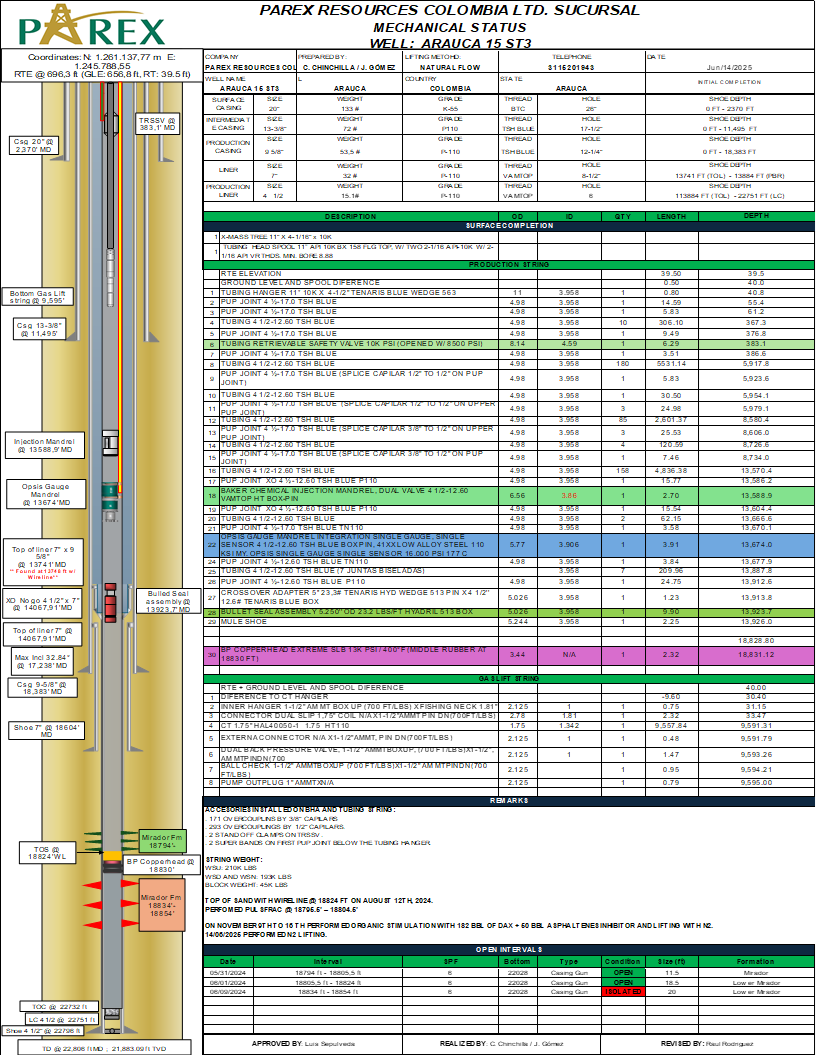 PAREX
PAREX RESOURCES COLOMBIA LTD. SUCURSAL
MECHANICAL STATUS
WELL: ARAUCA 15 ST3
Coordinates: N: 1.261.137,77 m E: 1.245.788,55
RTE @ 696,3 ft (GLE: 656,8 ft, RT: 39.5 ft)
COMPANY PREPARED BY: LIFTING METOHD: TELEPHONE DATE
PAREX RESOURCES COL C. CHINCHILLA / J. GÓMEZ NATURAL FLOW 3115201943 Jun/14/2025
WELL NAME L COUNTRY STATE INITIAL COMPLETION
ARAUCA 15 ST3 ARAUCA COLOMBIA ARAUCA
SURFACE CASING SIZE WEIGHT GRADE THREAD HOLE SHOE DEPTH
20" 133 # K-55 BTC 26" 0 FT - 2370 FT
INTERMEDIAT E CASING SIZE WEIGHT GRADE THREAD HOLE SHOE DEPTH
13-3/8" 72 # P110 TSH BLUE 17-1/2" 0 FT - 11,495 FT
PRODUCTION CASING SIZE WEIGHT GRADE THREAD HOLE SHOE DEPTH
9 5/8" 53,5 # P-110 TSH BLUE 12-1/4" 0 FT - 18,383 FT
LINER SIZE WEIGHT GRADE THREAD HOLE SHOE DEPTH
7" 32 # P-110 VAMTOP 8-1/2" 13741 FT (TOL) - 13884 FT (PBR)
PRODUCTION LINER SIZE WEIGHT GRADE THREAD HOLE SHOE DEPTH
4 1/2 15.1# P-110 VAMTOP 6 113884 FT (TOL) - 22751 FT (LC)
DESCRIPTION OD ID QTY LENGTH DEPTH
SURFACE COMPLETION
1 X-MASS TREE 11" X 4-1/16" x 10K
1 TUBING HEAD SPOOL 11" API 10K BX 158 FLG TOP, W/ TWO 2-1/16 API-10K W/ 2-1/16 API VR THDS. MIN. BORE 8.88
PRODUCTION STRING
RTE ELEVATION 39.50 39.5
GROUND LEVEL AND SPOOL DIFERENCE 0.50 40.0
1 TUBING HANGER 11" 10K X 4-1/2" TENARIS BLUE WEDGE 563 11 3.958 1 0.80 40.8
2 PUP JOINT 4 ½-17.0 TSH BLUE 4.98 3.958 1 14.59 55.4
3 PUP JOINT 4 ½-17.0 TSH BLUE 4.98 3.958 1 5.83 61.2
4 TUBING 4 1/2-12.60 TSH BLUE 4.98 3.958 10 306.10 367.3
5 PUP JOINT 4 ½-17.0 TSH BLUE 4.98 3.958 1 9.49 376.8
6 TUBING RETRIEVABLE SAFETY VALVE 10K PSI (OPENED W/ 8500 PSI) 8.14 4.59 1 6.29 383.1
7 PUP JOINT 4 ½-17.0 TSH BLUE 4.98 3.958 1 3.51 386.6
8 TUBING 4 1/2-12.60 TSH BLUE 4.98 3.958 180 5531.14 5,917.8
9 PUP JOINT 4 ½-17.0 TSH BLUE (SPLICE CAPILAR 1/2" TO 1/2" ON PUP JOINT) 4.98 3.958 1 5.83 5,923.6
10 TUBING 4 1/2-12.60 TSH BLUE 4.98 3.958 1 30.50 5,954.1
11 PUP JOINT 4 ½-17.0 TSH BLUE (SPLICE CAPILAR 1/2" TO 1/2" ON UPPER PUP JOINT) 4.98 3.958 3 24.98 5,979.1
12 TUBING 4 1/2-12.60 TSH BLUE 4.98 3.958 85 2,601.37 8,580.4
13 PUP JOINT 4 ½-17.0 TSH BLUE (SPLICE CAPILAR 3/8" TO 1/2" ON UPPER PUP JOINT) 4.98 3.958 3 25.53 8,606.0
14 TUBING 4 1/2-12.60 TSH BLUE 4.98 3.958 4 120.59 8,726.6
15 PUP JOINT 4 ½-17.0 TSH BLUE (SPLICE CAPILAR 3/8" TO 1/2" ON PUP JOINT) 4.98 3.958 1 7.46 8,734.0
16 TUBING 4 1/2-12.60 TSH BLUE 4.98 3.958 158 4,836.38 13,570.4
17 PUP JOINT XO 4 ½-12.60 TSH BLUE P110 4.98 3.958 1 15.77 13,586.2
18 BAKER CHEMICAL INJECTION MANDREL, DUAL VALVE 4 1/2-12.60 VAMTOP HT BOX-PIN 6.56 3.86 1 2.70 13,588.9
19 PUP JOINT XO 4 ½-12.60 TSH BLUE P110 4.98 3.958 1 15.54 13,604.4
20 TUBING 4 1/2-12.60 TSH BLUE 4.98 3.958 2 62.15 13,666.6
21 PUP JOINT 4 ½-17.0 TSH BLUE TN110 4.98 3.958 1 3.58 13,670.1
22 OPSIS GAUGE MANDREL INTEGRATION SINGLE GAUGE, SINGLE SENSOR 4 1/2-12.60 TSH BLUE BOXPIN, 41XX LOW ALLOY STEEL 110 KSI MY. OPSIS SINGLE GAUGE SINGLE SENSOR 16,000 PSI 177 C 5.77 3.906 1 3.91 13,674.0
24 PUP JOINT 4 ½-12.60 TSH BLUE TN110 4.98 3.958 1 3.84 13,677.9
25 TUBING 4 1/2-12.60 TSH BLUE (7 JUNTAS BISELADAS) 3.958 7 209.96 13,887.8
26 PUP JOINT 4 ½-12.60 TSH BLUE P110 4.98 3.958 1 24.75 13,912.6
27 CROSSOVER ADAPTER 5" 23,3# TENARIS HYD WEDGE 513 PIN X 4 1/2" 12.6# TENARIS BLUE BOX 5.026 3.958 1 1.23 13,913.8
28 BULLET SEAL ASSEMBLY 5.250" OD 23.2 LBS/FT HYADRIL 513 BOX 5.026 3.958 1 9.90 13,923.7
29 MULE SHOE 5.244 3.958 1 2.25 13,926.0
18,828.80
30 BP COPPERHEAD EXTREME SLB 13K PSI / 400°F (MIDDLE RUBBER AT 18830 FT) 3.44 N/A 1 2.32 18,831.12
GAS LIFT STRING
RTE + GROUND LEVEL AND SPOOL DIFERENCE 40.00
1 DIFERENCE TO CT HANGER -9.60 30.40
2 INNER HANGER 1-1/2" AM MT BOX UP (700 FT/LBS) X FISHING NECK 1.81" 2.125 1 1 0.75 31.15
3 CONNECTOR DUAL SLIP 1,75" COIL N/A X1-1/2"AMMT PIN DN(700FT/LBS) 2.78 1.81 1 2.32 33.47
4 CT 1.75" HAL40050-1 1.75 HT110 1.75 1.342 1 9,557.84 9,591.31
5 EXTERNA CONNECTOR N/A X1-1/2"AMMT, PIN DN(700FT/LBS) 2.125 1 1 0.48 9,591.79
6 DUAL BACK PRESSURE VALVE, 1-1/2" AMMTBOXUP, (700 FT/LBS)X1-1/2", AM MTPINDN(700 2.125 1 1 1.47 9,593.26
7 BALL CHECK 1-1/2" AMMTBOXUP (700 FT/LBS)X1-1/2" AM MTPINDN(700 FT/LBS) 2.125 1 0.95 9,594.21
8 PUMP OUTPLUG 1" AMMTXN/A 2.125 1 0.79 9,595.00
REMARKS
ACCESORIES INSTALLED ON BHA AND TUBING STRING:
. 171 OVERCOUPLINGS BY 3/8" CAPILARS
. 293 OVERCOUPLINGS BY 1/2" CAPILARS.
. 2 STAND OFF CLAMPS ON TRSSV
. 2 SUPER BANDS ON FIRST PUP JOINT BELOW THE TUBING HANGER
STRING WEIGHT:
WSU: 210K LBS
WSD AND WSN: 193K LBS
BLOCK WEIGHT: 45K LBS
TOP OF SAND WITH WIRELINE @ 18824 FT ON AUGUST 12TH, 2024.
PERFOMED PULSFRAC @ 18795.5' – 18804.5'
ON NOVEMBER 9TH TO 16 TH PERFORMED ORGANIC STIMULATION WITH 182 BBL OF DAX + 50 BBL ASPHALTENES INHIBITOR AND LIFTING WITH N2.
14/06/2025 PERFORMED N2 LIFTING.
OPEN INTERVALS
Date Interval SPF Bottom Type Condition Size (ft) Formation
05/31/2024 18794 ft - 18805,5 ft 6 22028 Casing Gun OPEN 11.5 Mirador
06/01/2024 18805,5 ft - 18824 ft 6 22028 Casing Gun OPEN 18.5 Lower Mirador
06/09/2024 18834 ft - 18854 ft 6 22028 Casing Gun ISOLATED 20 Lower Mirador
APPROVED BY: Luis Sepulveda REALIZED BY: C. Chinchilla / J. Gómez REVISED BY: Raul Rodriguez
TRSSV @ 383,1' MD
Csg 20" @ 2,370' MD
Bottom Gas Lift string @ 9,595'
Csg 13-3/8" @ 11,495'
Injection Mandrel @ 13588,9' MD
Opsis Gauge Mandrel @ 13674' MD
Top of liner 7" x 9 5/8" @ 13741' MD
**Found at 13746 ft w/ Wireline**
XO Nogo 4 1/2" x 7" @ 14067,91' MD
Bulled Seal assembly @ 13923,7' MD
Top of liner 7" @ 14067,91' MD
Max Incl 32.84° @ 17,238' MD
Csg 9-5/8" @ 18,383' MD
Shoe 7" @ 18604' MD
Mirador Fm 18794'-
TOS @ 18824' WL
BP Copperhead @ 18830'
Mirador Fm 18834'- 18854'
TOC @ 22732 ft
LC 4 1/2 @ 22751 ft
Shoe 4 1/2" @ 22796 ft
TD @ 22,806 ft MD ; 21,883.09 ft TVD